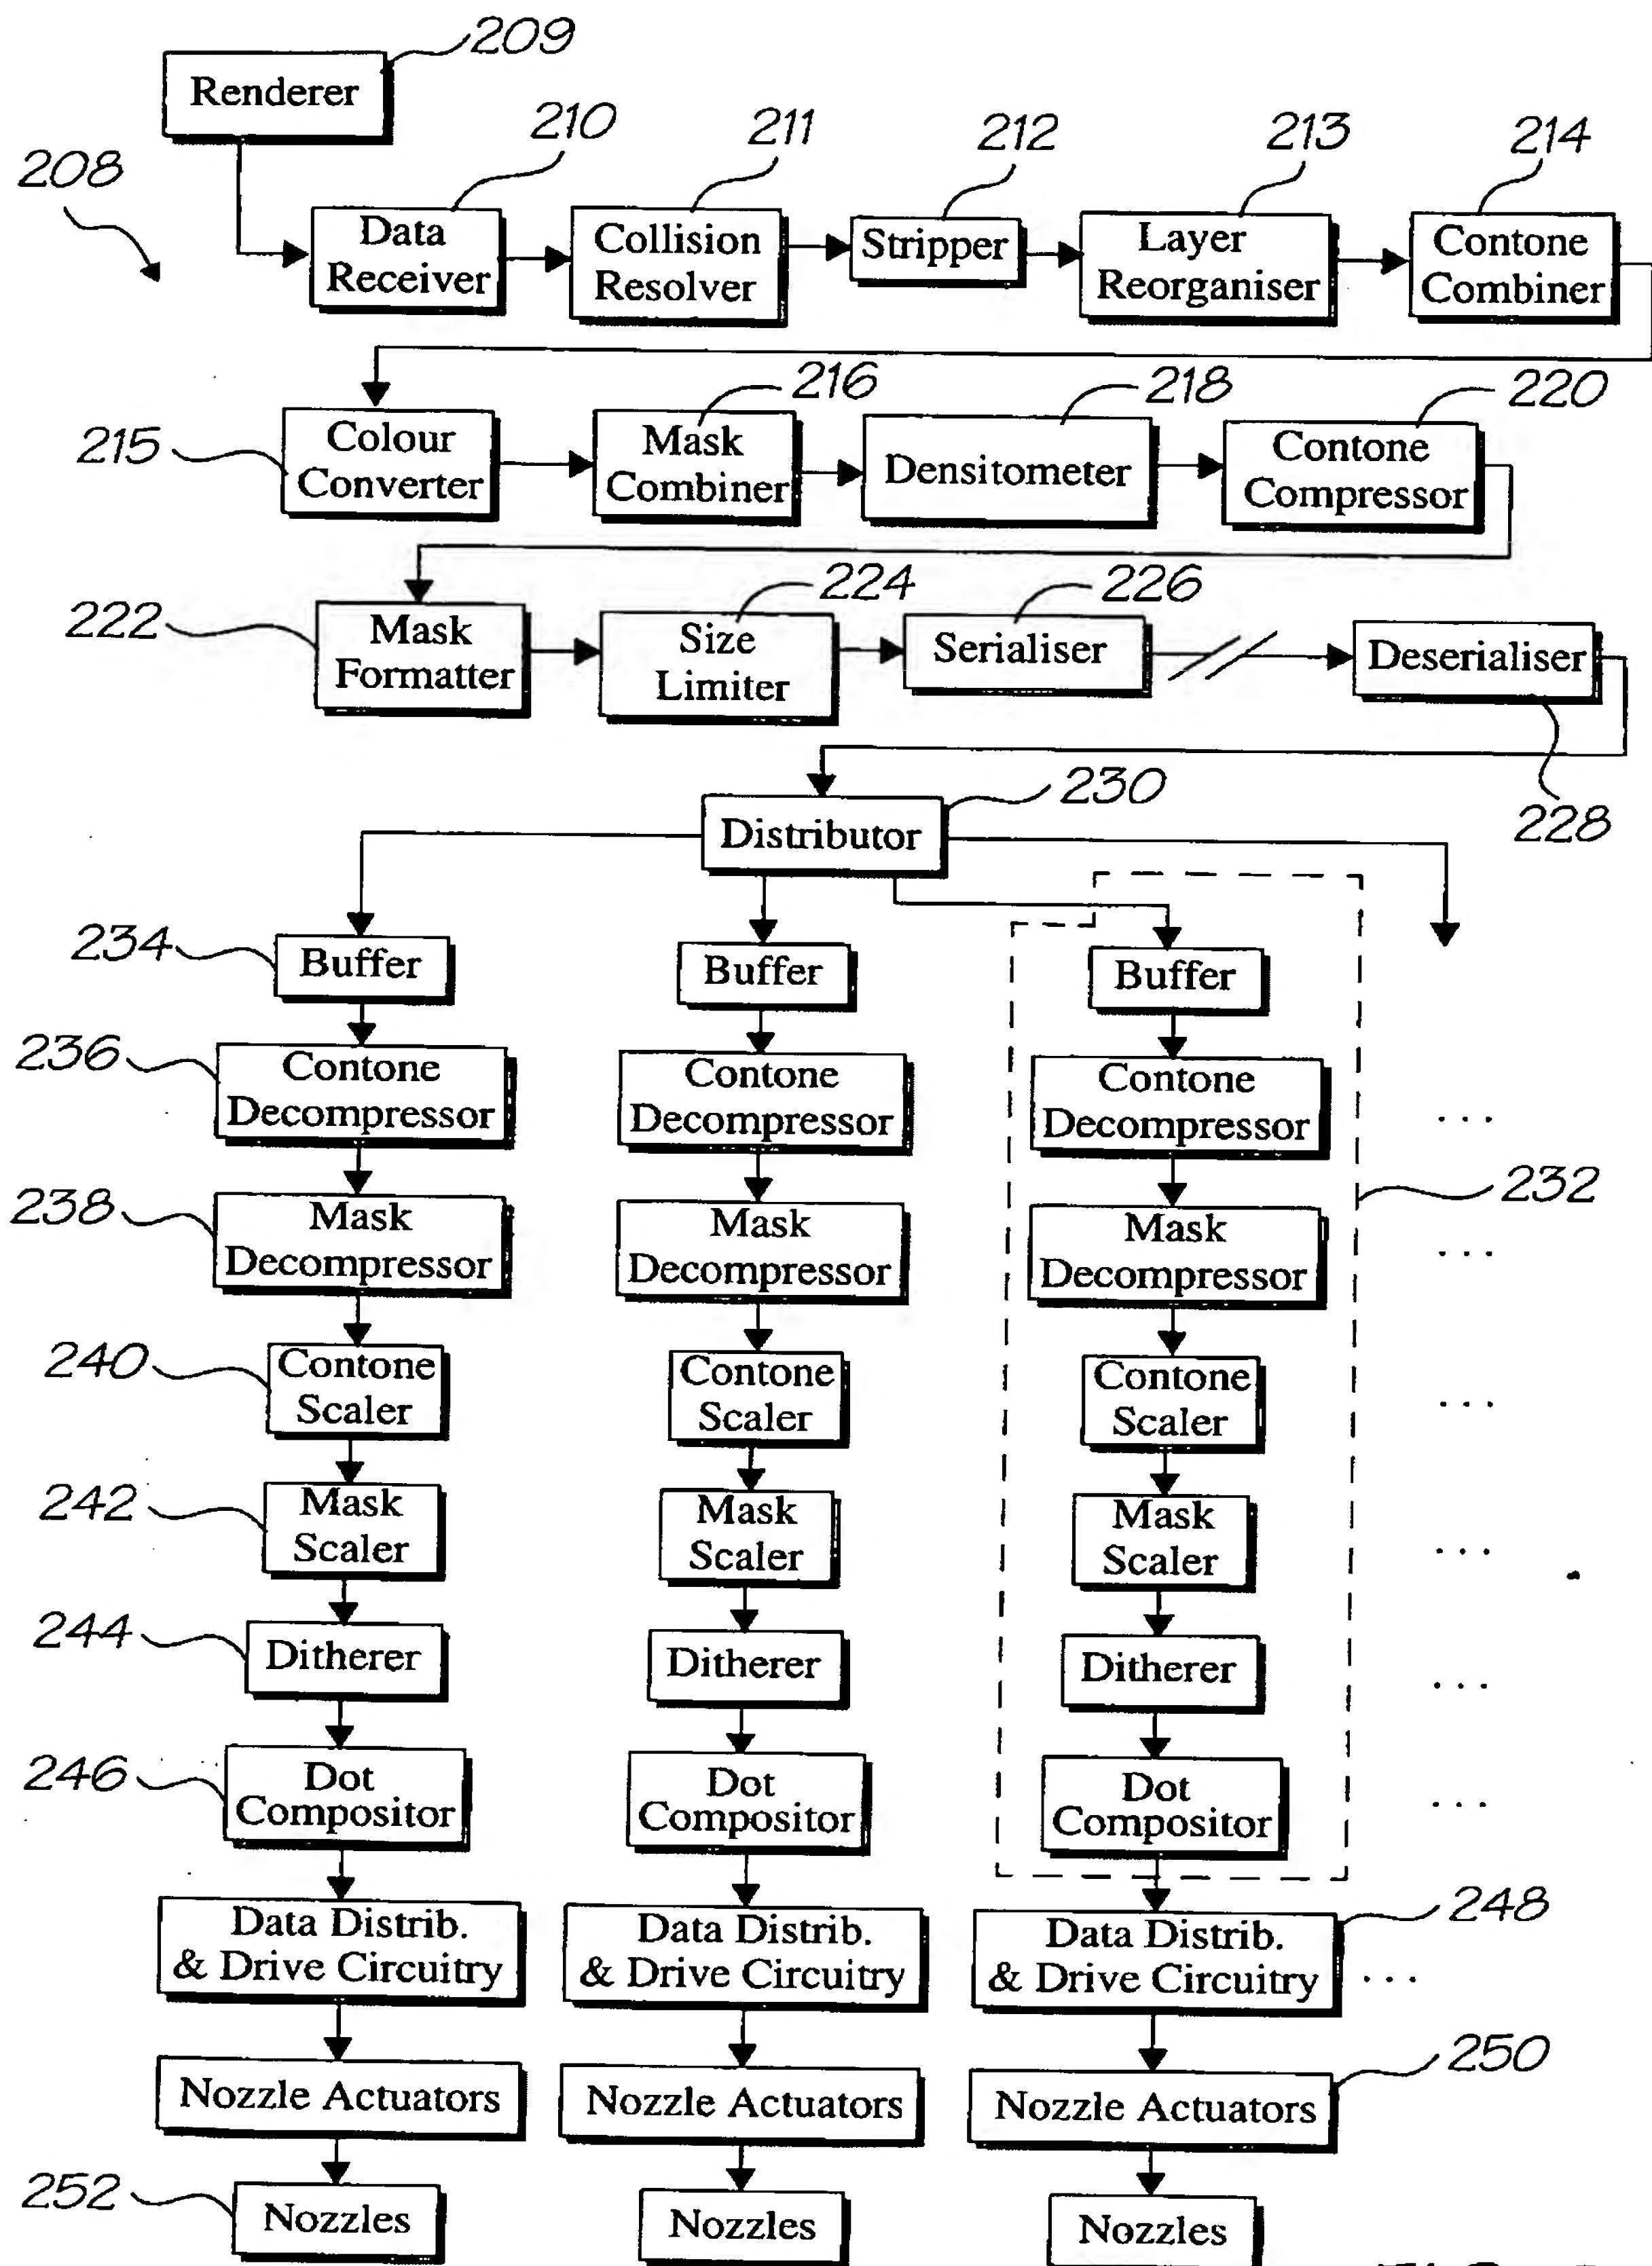 209
Renderer
208
210
211
212
213
214
Data
Receiver
Collision
Resolver
Stripper
Layer
Reorganiser
Contone
Combiner
215
216
218
220
Colour
Converter
Mask
Combiner
Densitometer
Contone
Compressor
222
224
226
Mask
Formatter
Size
Limiter
Serialiser
Deserialiser
228
230
Distributor
234
Buffer
Buffer
Buffer
236
Contone
Decompressor
Contone
Decompressor
Contone
Decompressor
...
232
238
Mask
Decompressor
Mask
Decompressor
Mask
Decompressor
...
240
Contone
Scaler
Contone
Scaler
Contone
Scaler
...
242
Mask
Scaler
Mask
Scaler
Mask
Scaler
...
244
Ditherer
Ditherer
Ditherer
...
246
Dot
Compositor
Dot
Compositor
Dot
Compositor
...
248
Data Distrib.
& Drive Circuitry
Data Distrib.
& Drive Circuitry
Data Distrib.
& Drive Circuitry
...
250
Nozzle Actuators
Nozzle Actuators
Nozzle Actuators
252
Nozzles
Nozzles
Nozzles